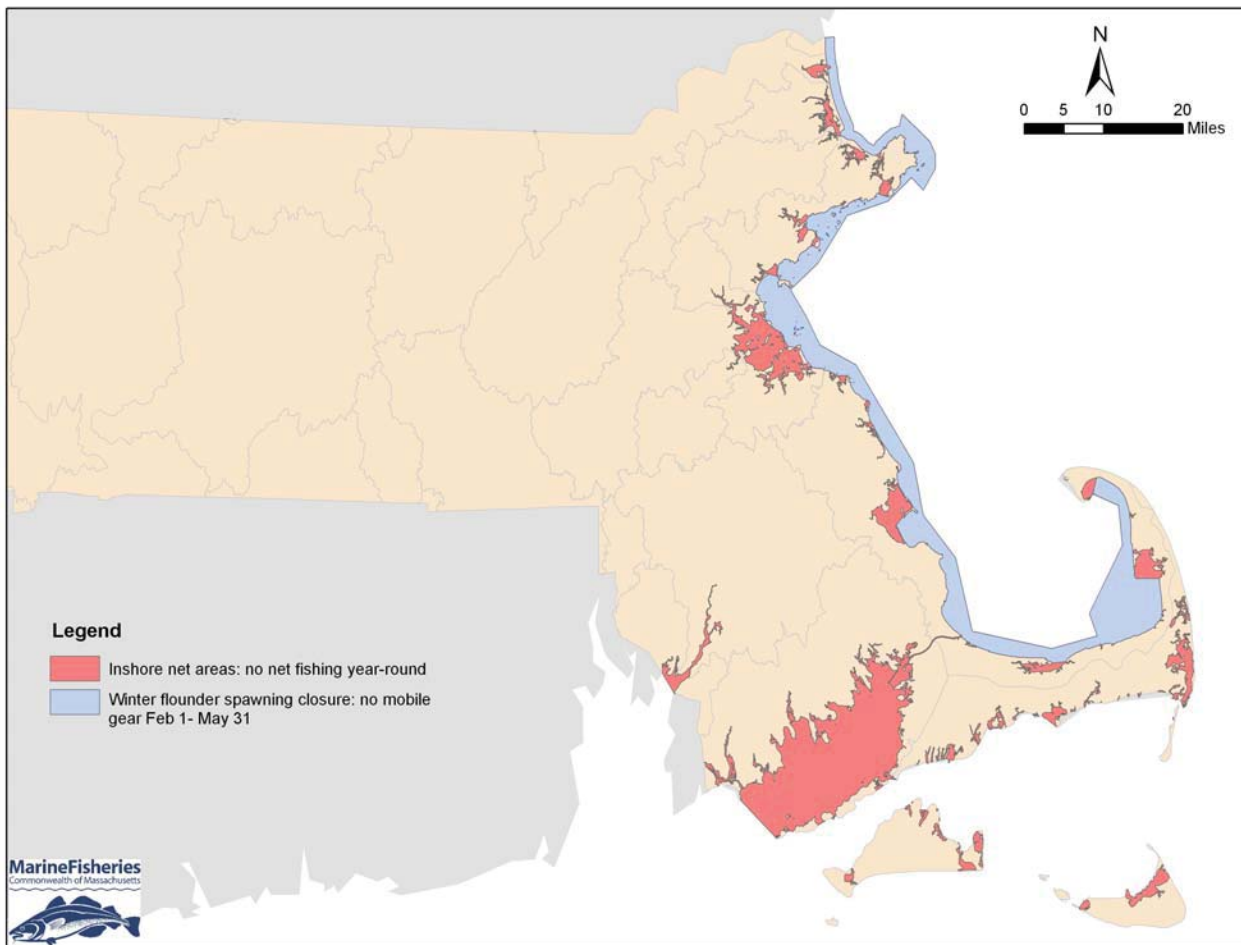 N
0 5 10 20
Miles
Legend
Inshore net areas: no net fishing year-round
Winter flounder spawning closure: no mobile
gear Feb 1- May 31
MarineFisheries
Commonwealth of Massachusetts